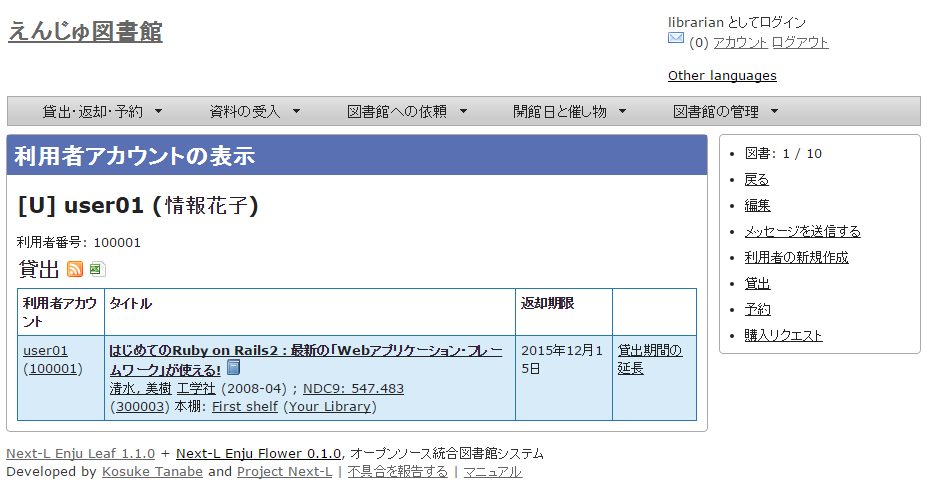 えんじゅ図書館
librarian としてログイン
(0) アカウント ログアウト
Other languages
貸出・返却・予約 資料の受入 図書館への依頼 開館日と催し物 図書館の管理
利用者アカウントの表示
[U] user01 (情報花子)
利用者番号: 100001
貸出
利用者アカウ
ント
タイトル
返却期限
user01
(100001)
はじめてのRuby on Rails2 : 最新の「Webアプリケーション・フレー
ムワーク」が使える!
清水, 美樹 工学社 (2008-04) ; NDC9: 547.483
(300003) 本棚: First shelf (Your Library)
2015年12月1
5日
貸出期間の
延長
図書: 1 / 10
戻る
編集
メッセージを送信する
利用者の新規作成
貸出
予約
購入リクエスト
Next-L Enju Leaf 1.1.0 + Next-L Enju Flower 0.1.0, オープンソース統合図書館システム
Developed by Kosuke Tanabe and Project Next-L | 不具合を報告する | マニュアル